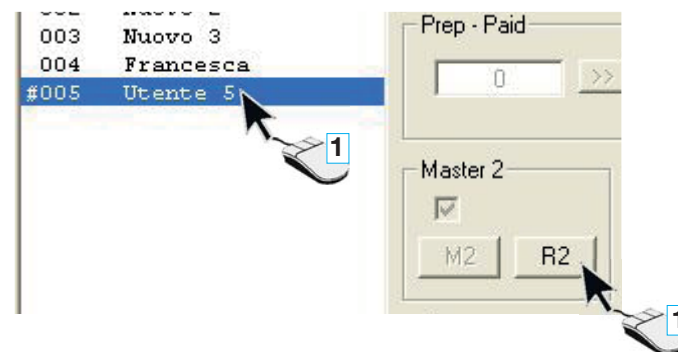 003 Nuovo 3
004 Francesca
#005 Utente 5
1
Prep - Paid
0 >>
Master 2
M2 R2
1